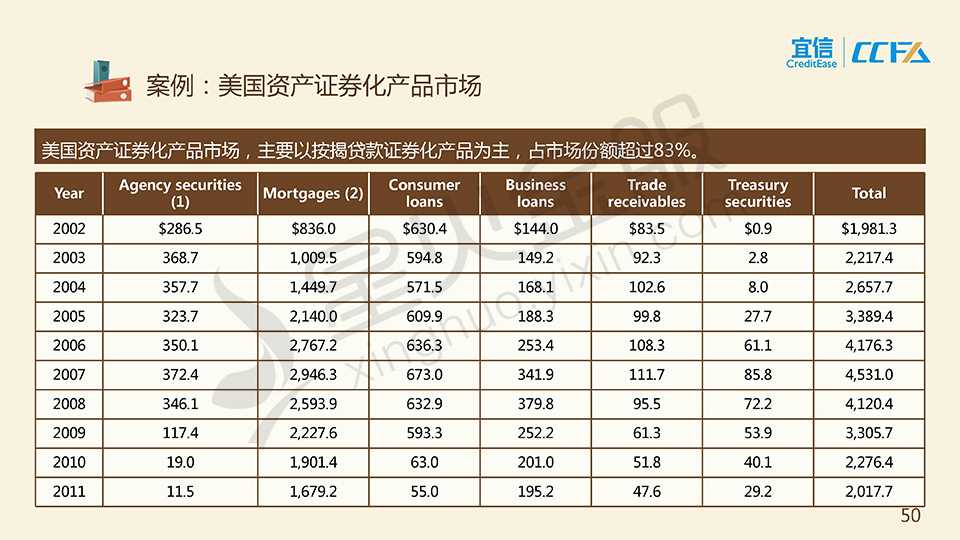 宜信
CreditEase
CCFA
案例：美国资产证券化产品市场
美国资产证券化产品市场，主要以按揭贷款证券化产品为主，占市场份额超过83%。
Year Agency securities (1) Mortgages (2) Consumer loans Business loans Trade receivables Treasury securities Total
2002 $286.5 $836.0 $630.4 $144.0 $83.5 $0.9 $1,981.3
2003 368.7 1,009.5 594.8 149.2 92.3 2.8 2,217.4
2004 357.7 1,449.7 571.5 168.1 102.6 8.0 2,657.7
2005 323.7 2,140.0 609.9 188.3 99.8 27.7 3,389.4
2006 350.1 2,767.2 636.3 253.4 108.3 61.1 4,176.3
2007 372.4 2,946.3 673.0 341.9 111.7 85.8 4,531.0
2008 346.1 2,593.9 632.9 379.8 95.5 72.2 4,120.4
2009 117.4 2,227.6 593.3 252.2 61.3 53.9 3,305.7
2010 19.0 1,901.4 63.0 201.0 51.8 40.1 2,276.4
2011 11.5 1,679.2 55.0 195.2 47.6 29.2 2,017.7
星火金服
xinghuo.yixin.com
50